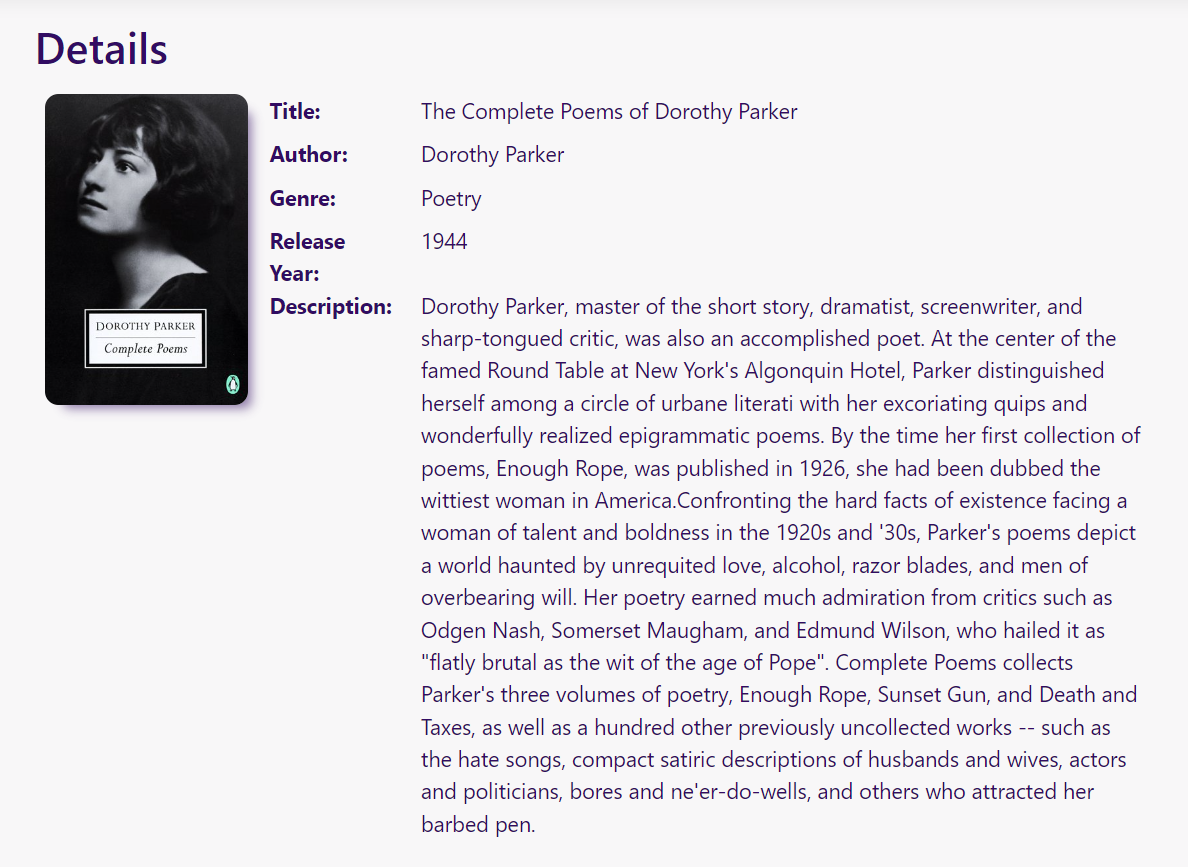 Details
DOROTHY PARKER
Complete Poems
Title: The Complete Poems of Dorothy Parker
Author: Dorothy Parker
Genre: Poetry
Release 1944
Year:
Description: Dorothy Parker, master of the short story, dramatist, screenwriter, and
sharp-tongued critic, was also an accomplished poet. At the center of the
famed Round Table at New York's Algonquin Hotel, Parker distinguished
herself among a circle of urbane literati with her excoriating quips and
wonderfully realized epigrammatic poems. By the time her first collection of
poems, Enough Rope, was published in 1926, she had been dubbed the
wittiest woman in America.Confronting the hard facts of existence facing a
woman of talent and boldness in the 1920s and '30s, Parker's poems depict
a world haunted by unrequited love, alcohol, razor blades, and men of
overbearing will. Her poetry earned much admiration from critics such as
Odgen Nash, Somerset Maugham, and Edmund Wilson, who hailed it as
"flatly brutal as the wit of the age of Pope". Complete Poems collects
Parker's three volumes of poetry, Enough Rope, Sunset Gun, and Death and
Taxes, as well as a hundred other previously uncollected works -- such as
the hate songs, compact satiric descriptions of husbands and wives, actors
and politicians, bores and ne'er-do-wells, and others who attracted her
barbed pen.